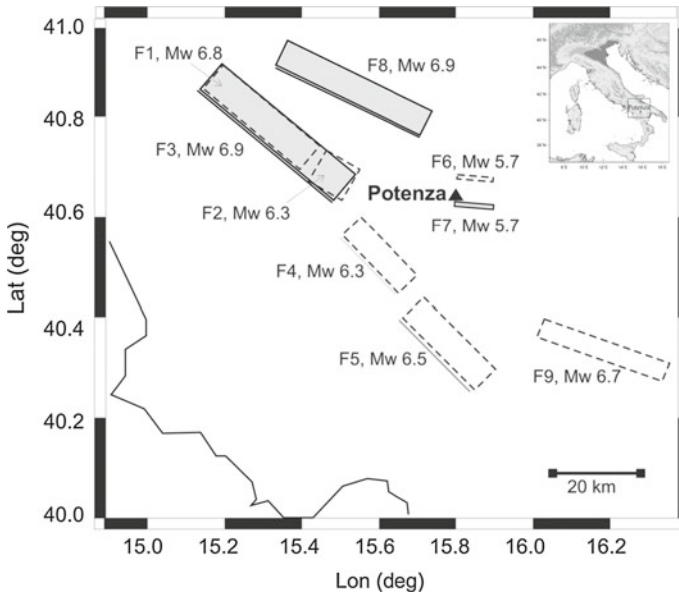 41.0
F1, Mw 6.8
F8, Mw 6.9
40.8
F3, Mw 6.9
F6, Mw 5.7
Potenza
F2, Mw 6.3
40.6
F7, Mw 5.7
F4, Mw 6.3
40.4
F5, Mw 6.5
F9, Mw 6.7
40.2
20 km
40.0
15.0 15.2 15.4 15.6 15.8 16.0 16.2
Lon (deg)
Lat (deg)
Potenza